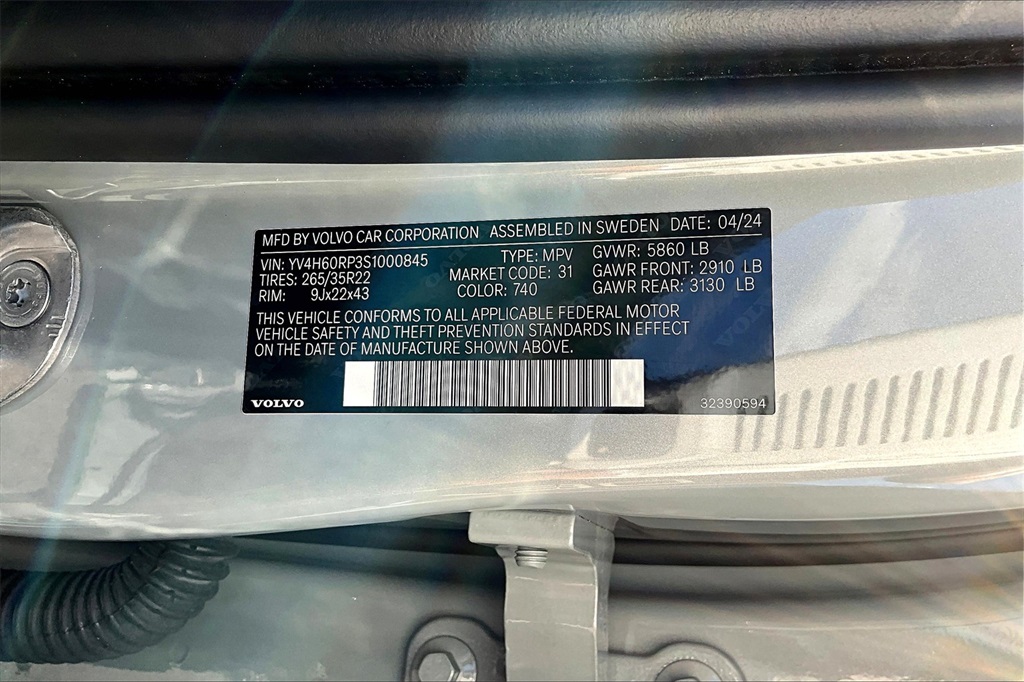 MFD BY VOLVO CAR CORPORATION ASSEMBLED IN SWEDEN DATE: 04/24
VIN: YV4H60RP3S1000845 TYPE: MPV GVWR: 5860 LB
TIRES: 265/35R22 MARKET CODE: 31 GAWR FRONT: 2910 LB
RIM: 9Jx22x43 COLOR: 740 GAWR REAR: 3130 LB
THIS VEHICLE CONFORMS TO ALL APPLICABLE FEDERAL MOTOR
VEHICLE SAFETY AND THEFT PREVENTION STANDARDS IN EFFECT
ON THE DATE OF MANUFACTURE SHOWN ABOVE.
VOLVO 32390594